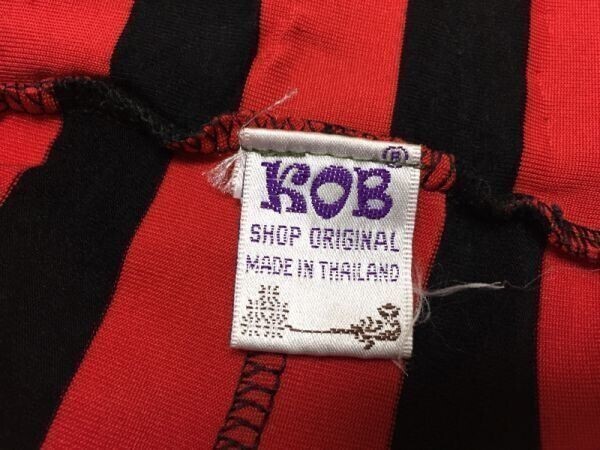 KOB ®
SHOP ORIGINAL
MADE IN THAILAND